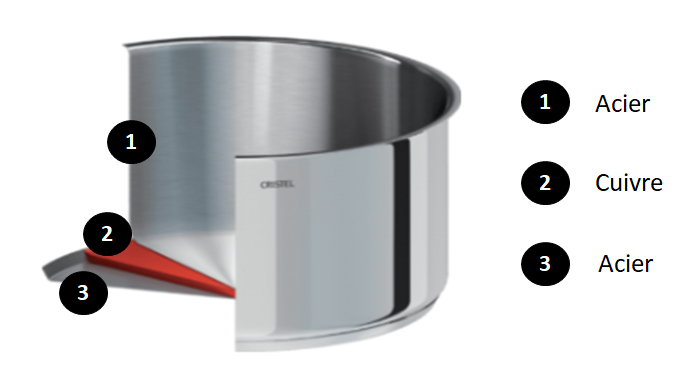 1
CRISTEL
2
3
1 Acier
2 Cuivre
3 Acier